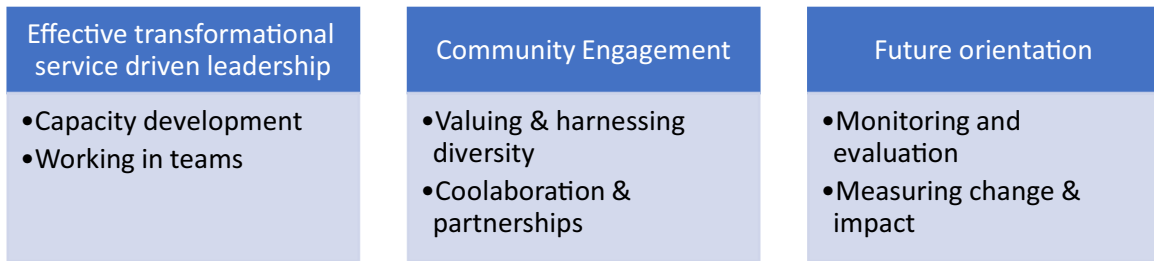 Effective transformational
service driven leadership
•Capacity development
•Working in teams
Community Engagement
•Valuing & harnessing
diversity
•Coolaboration &
partnerships
Future orientation
•Monitoring and
evaluation
•Measuring change &
impact